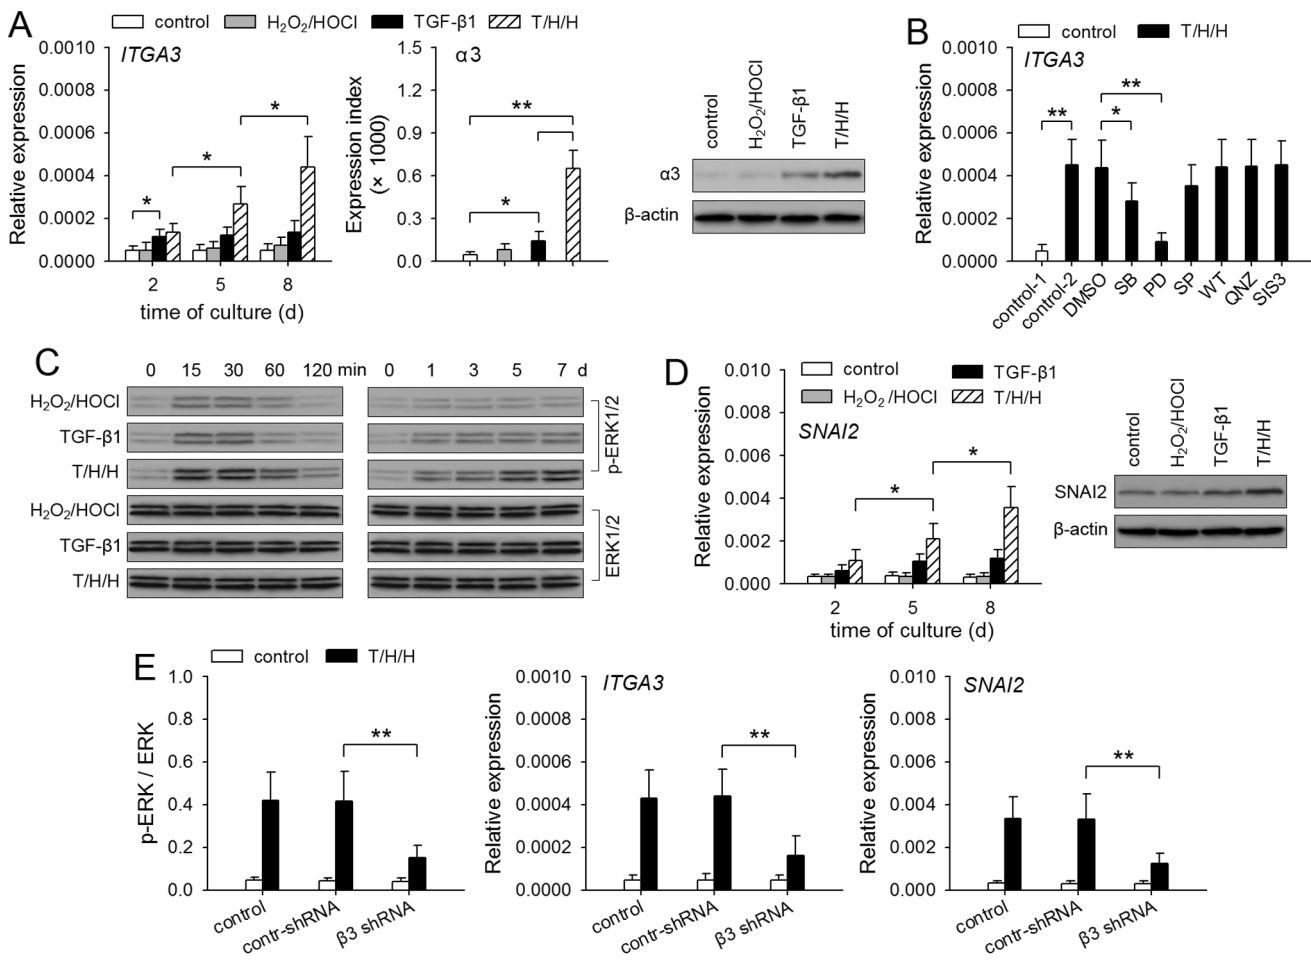 A
control H₂O₂/HOCl TGF-β1 T/H/H
ITGA3
Relative expression
0.0010
0.0008
0.0006
0.0004
0.0002
0.0000
* * *
2 5 8
time of culture (d)
α3
Expression index
(× 1000)
1.5
1.2
0.9
0.6
0.3
0.0
**
*
control H₂O₂/HOCl TGF-β1 T/H/H
α3
β-actin
B
control T/H/H
ITGA3
Relative expression
0.0010
0.0008
0.0006
0.0004
0.0002
0.0000
** * **
control-1 control-2 DMSO SB PD SP WT QNZ SIS3
C
0 15 30 60 120 min 0 1 3 5 7 d
H₂O₂/HOCl
TGF-β1
T/H/H
p-ERK1/2
H₂O₂/HOCl
TGF-β1
T/H/H
ERK1/2
D
control TGF-β1
H₂O₂/HOCl T/H/H
SNAI2
Relative expression
0.010
0.008
0.006
0.004
0.002
0.000
* *
2 5 8
time of culture (d)
control H₂O₂/HOCl TGF-β1 T/H/H
SNAI2
β-actin
E
control T/H/H
p-ERK / ERK
1.0
0.8
0.6
0.4
0.2
0.0
**
control contr-shRNA β3 shRNA
ITGA3
Relative expression
0.0010
0.0008
0.0006
0.0004
0.0002
0.0000
**
control contr-shRNA β3 shRNA
SNAI2
Relative expression
0.010
0.008
0.006
0.004
0.002
0.000
**
control contr-shRNA β3 shRNA